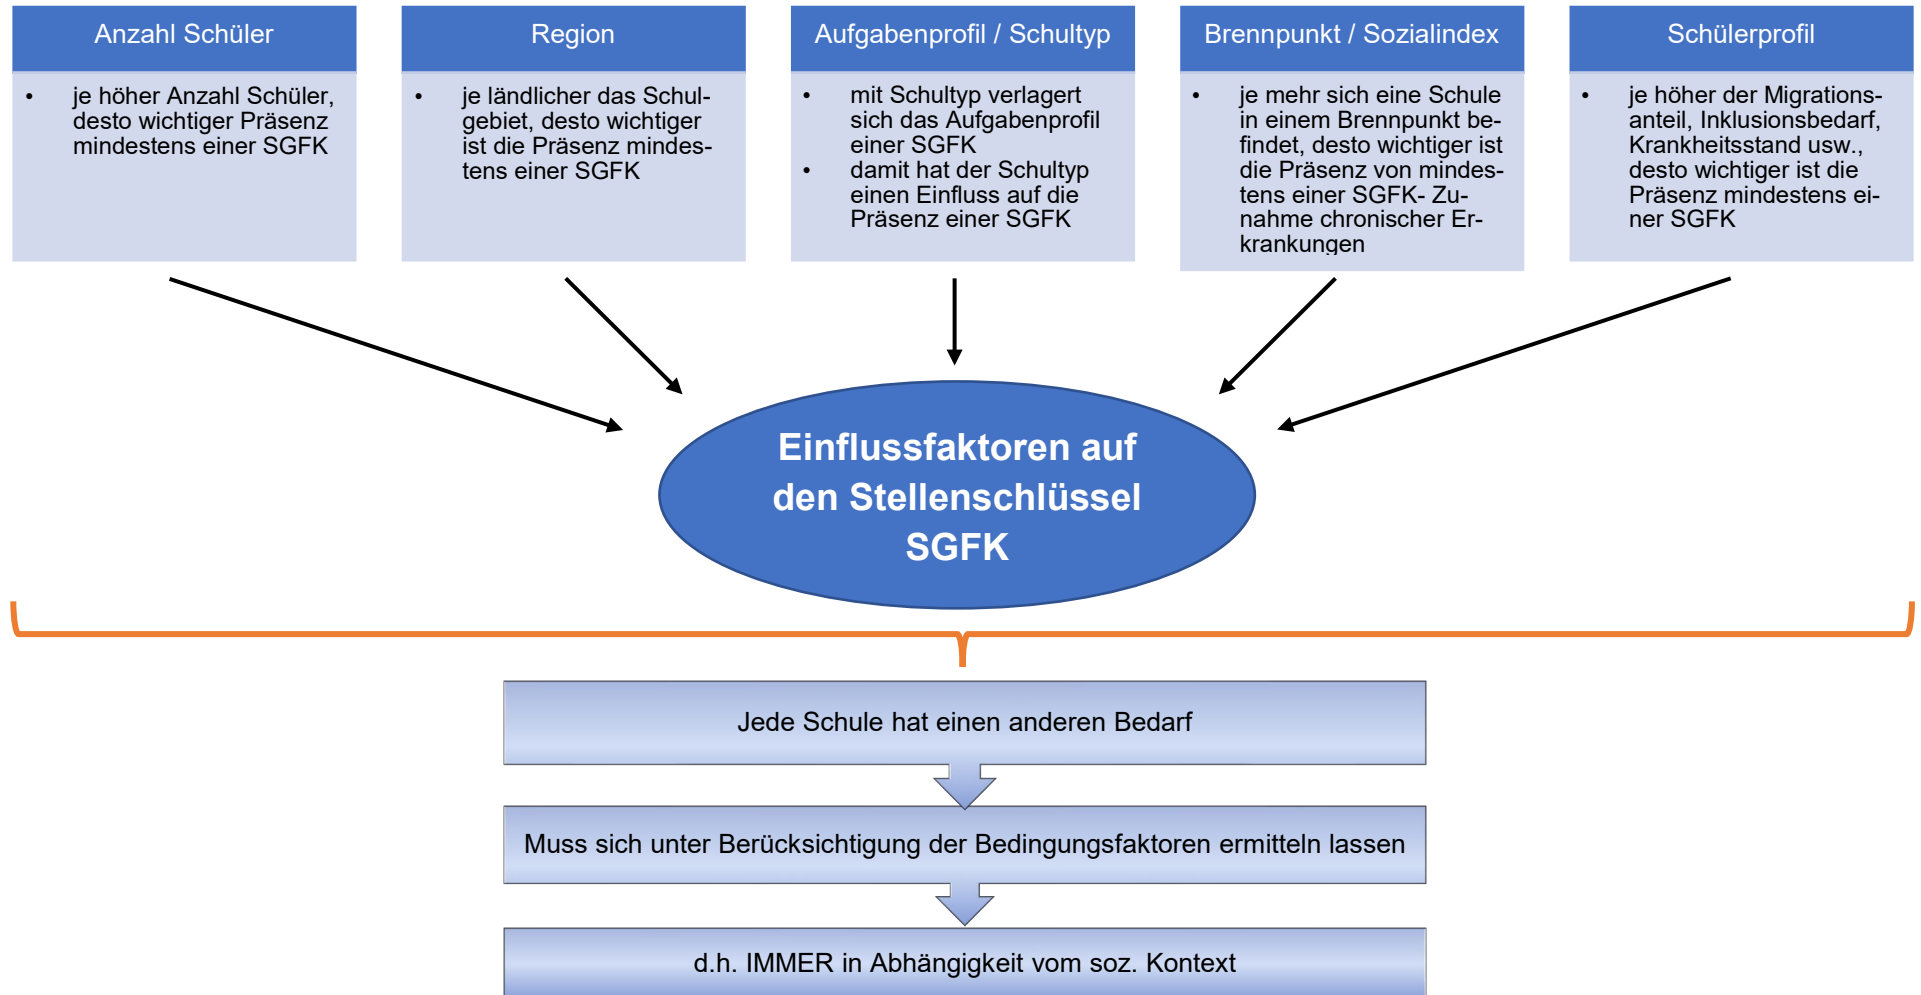 Anzahl Schüler
• je höher Anzahl Schüler,
desto wichtiger Präsenz
mindestens einer SGFK
Region
• je ländlicher das Schul-
gebiet, desto wichtiger
ist die Präsenz mindes-
tens einer SGFK
Aufgabenprofil / Schultyp
• mit Schultyp verlagert
sich das Aufgabenprofil
einer SGFK
• damit hat der Schultyp
einen Einfluss auf die
Präsenz einer SGFK
Brennpunkt / Sozialindex
• je mehr sich eine Schule
in einem Brennpunkt be-
findet, desto wichtiger ist
die Präsenz von mindes-
tens einer SGFK- Zu-
nahme chronischer Er-
krankungen
Schülerprofil
• je höher der Migrations-
anteil, Inklusionsbedarf,
Krankheitsstand usw.,
desto wichtiger ist die
Präsenz mindestens ei-
ner SGFK
Einflussfaktoren auf
den Stellenschlüssel
SGFK
Jede Schule hat einen anderen Bedarf
Muss sich unter Berücksichtigung der Bedingungsfaktoren ermitteln lassen
d.h. IMMER in Abhängigkeit vom soz. Kontext